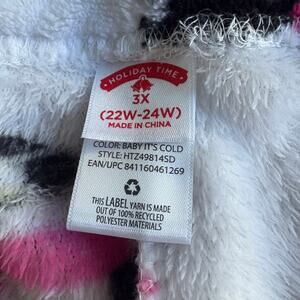 HOLIDAY TIME
3X
(22W-24W)
MADE IN CHINA
COLOR: BABY IT'S COLD
STYLE: HTZ49814SD
EAN/UPC 841160461269
THIS LABEL YARN IS MADE
OUT OF 100% RECYCLED
POLYESTER MATERIALS